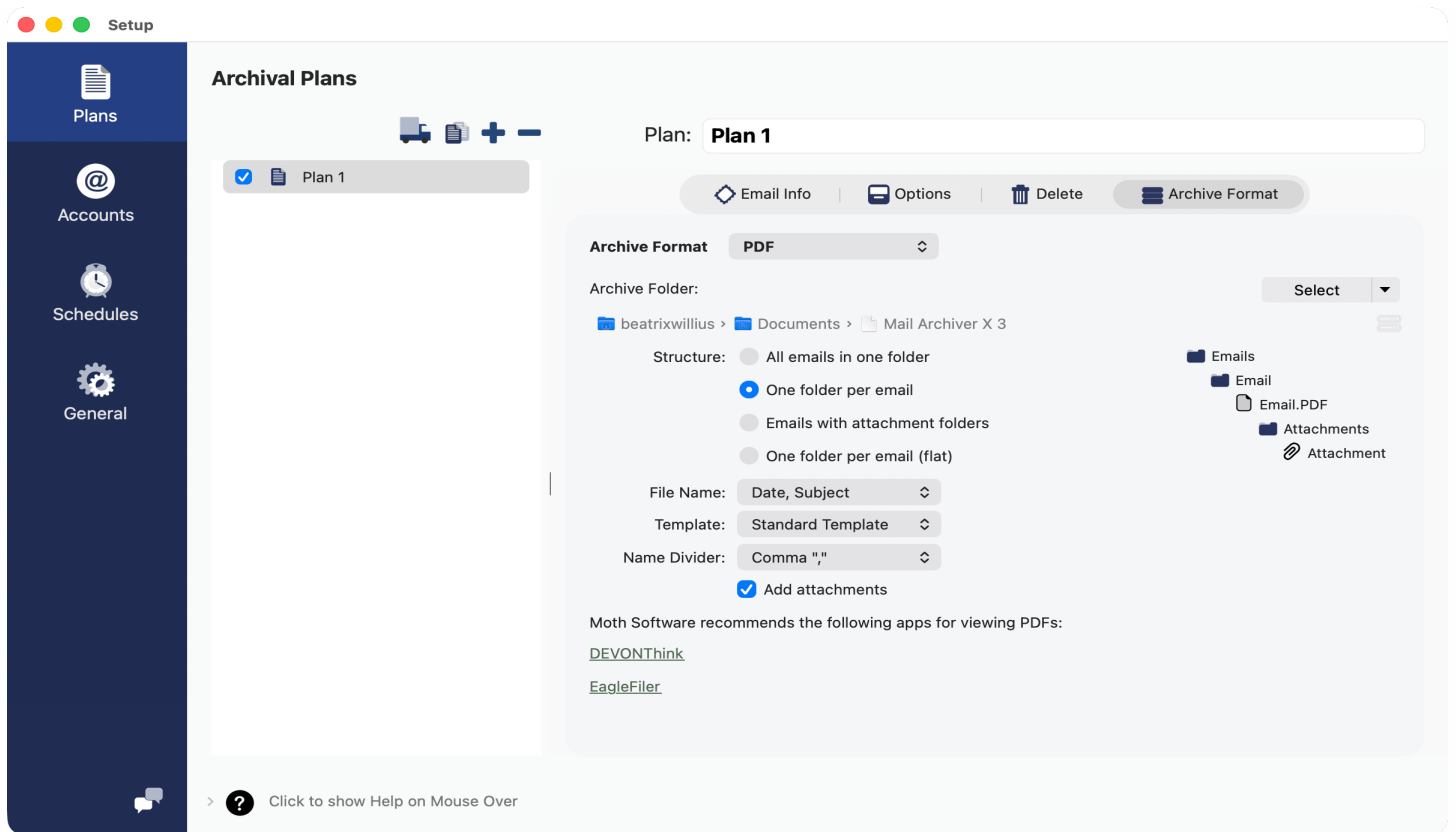 Setup
Plans
Accounts
Schedules
General
Archival Plans
Plan 1
Plan: Plan 1
Email Info
Options
Delete
Archive Format
Archive Format PDF
Archive Folder:
Select
beatrixwillius › Documents › Mail Archiver X 3
Structure:
All emails in one folder
One folder per email
Emails with attachment folders
One folder per email (flat)
Emails
Email
Email.PDF
Attachments
Attachment
File Name: Date, Subject
Template: Standard Template
Name Divider: Comma ","
Add attachments
Moth Software recommends the following apps for viewing PDFs:
DEVONThink
EagleFiler
? Click to show Help on Mouse Over